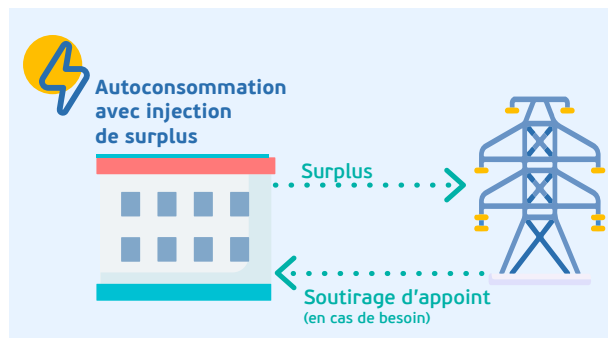 Autoconsommation
avec injection
de surplus
Surplus
Soutirage d'appoint
(en cas de besoin)